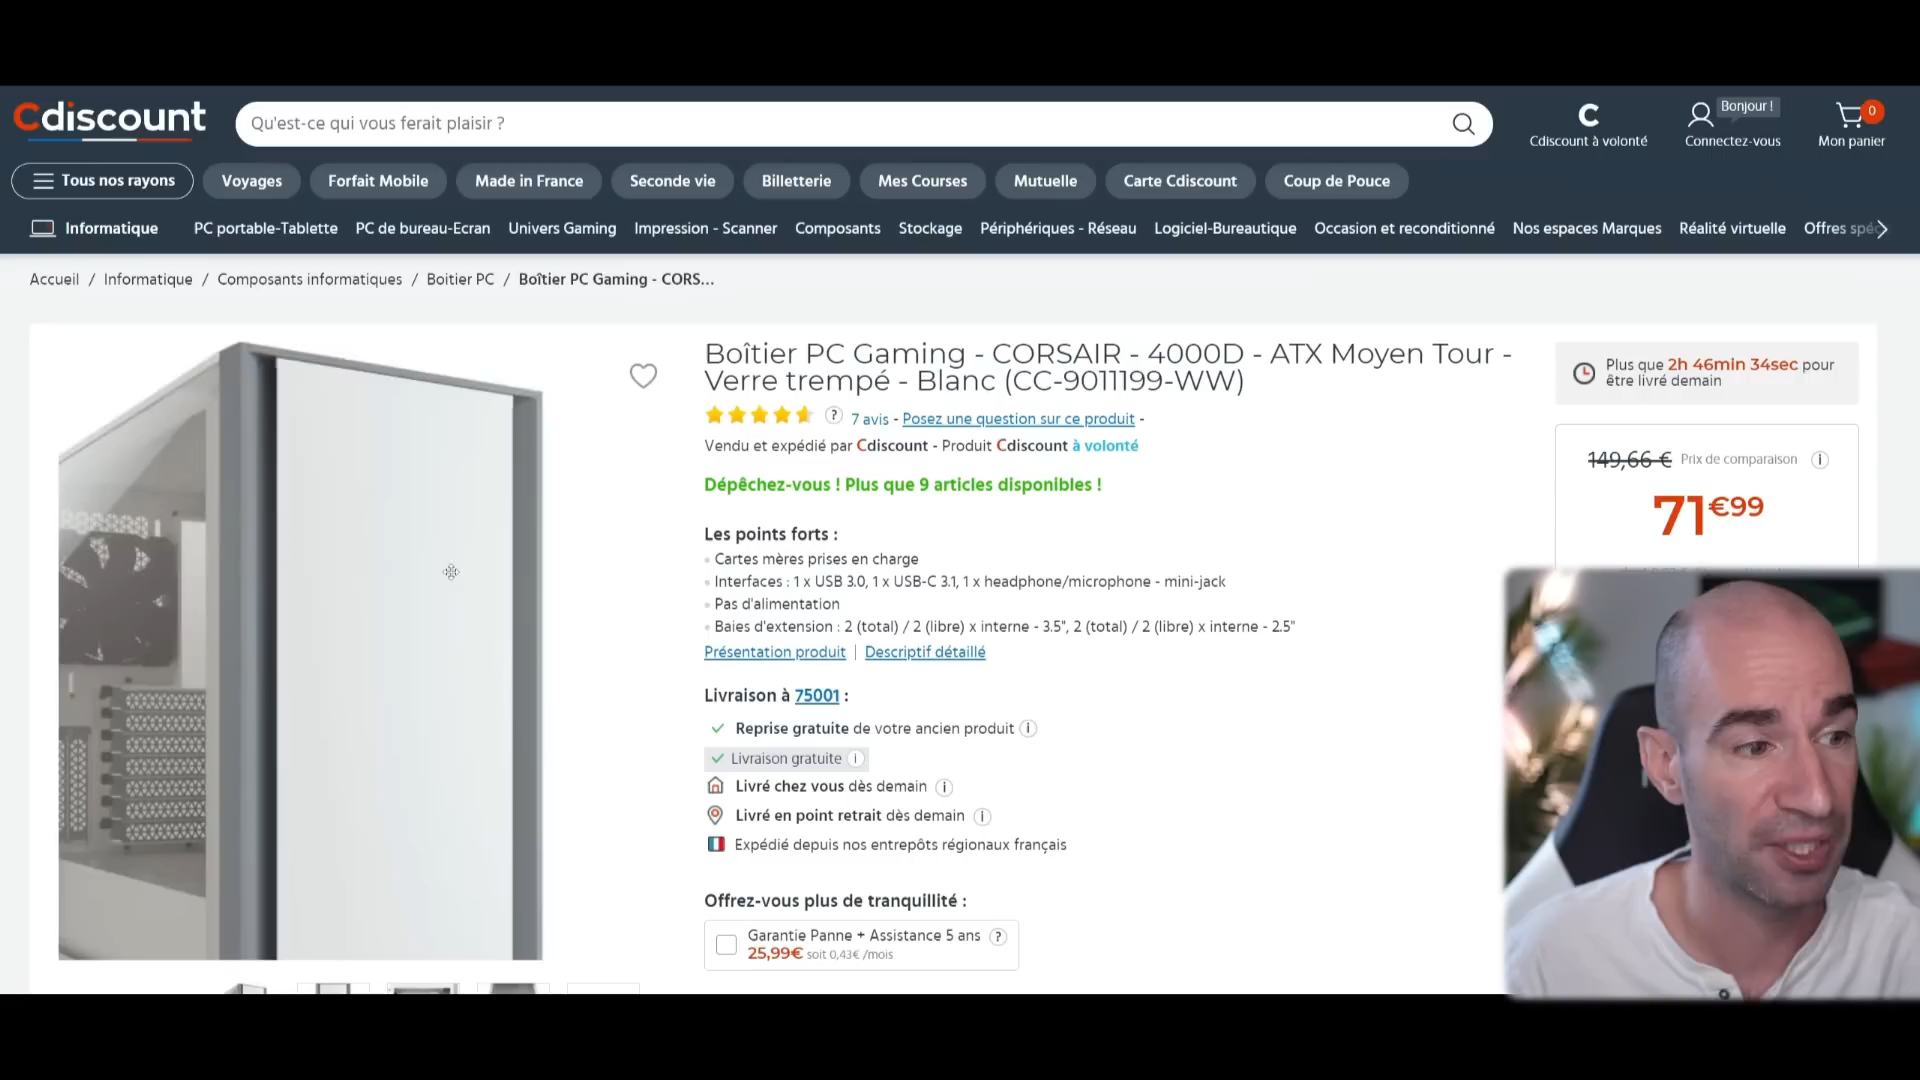 Cdiscount
Qu'est-ce qui vous ferait plaisir ?
C
Cdiscount à volonté
Bonjour !
Connectez-vous
0
Mon panier
Tous nos rayons
Voyages
Forfait Mobile
Made in France
Seconde vie
Billetterie
Mes Courses
Mutuelle
Carte Cdiscount
Coup de Pouce
Informatique
PC portable-Tablette
PC de bureau-Ecran
Univers Gaming
Impression - Scanner
Composants
Stockage
Périphériques - Réseau
Logiciel-Bureautique
Occasion et reconditionné
Nos espaces Marques
Réalité virtuelle
Offres spéc
Accueil / Informatique / Composants informatiques / Boitier PC / Boîtier PC Gaming - CORS...
Boîtier PC Gaming - CORSAIR - 4000D - ATX Moyen Tour -
Verre trempé - Blanc (CC-9011199-WW)
? 7 avis - Posez une question sur ce produit -
Vendu et expédié par Cdiscount - Produit Cdiscount à volonté
Dépêchez-vous ! Plus que 9 articles disponibles !
Les points forts :
Cartes mères prises en charge
Interfaces : 1 x USB 3.0, 1 x USB-C 3.1, 1 x headphone/microphone - mini-jack
Pas d'alimentation
Baies d'extension : 2 (total) / 2 (libre) x interne - 3.5", 2 (total) / 2 (libre) x interne - 2.5"
Présentation produit | Descriptif détaillé
Livraison à 75001 :
Reprise gratuite de votre ancien produit i
Livraison gratuite i
Livré chez vous dès demain i
Livré en point retrait dès demain i
Expédié depuis nos entrepôts régionaux français
Offrez-vous plus de tranquillité :
Garantie Panne + Assistance 5 ans ?
25,99€ soit 0,43€ /mois
Plus que 2h 46min 34sec pour
être livré demain
149,66 € Prix de comparaison i
71€99